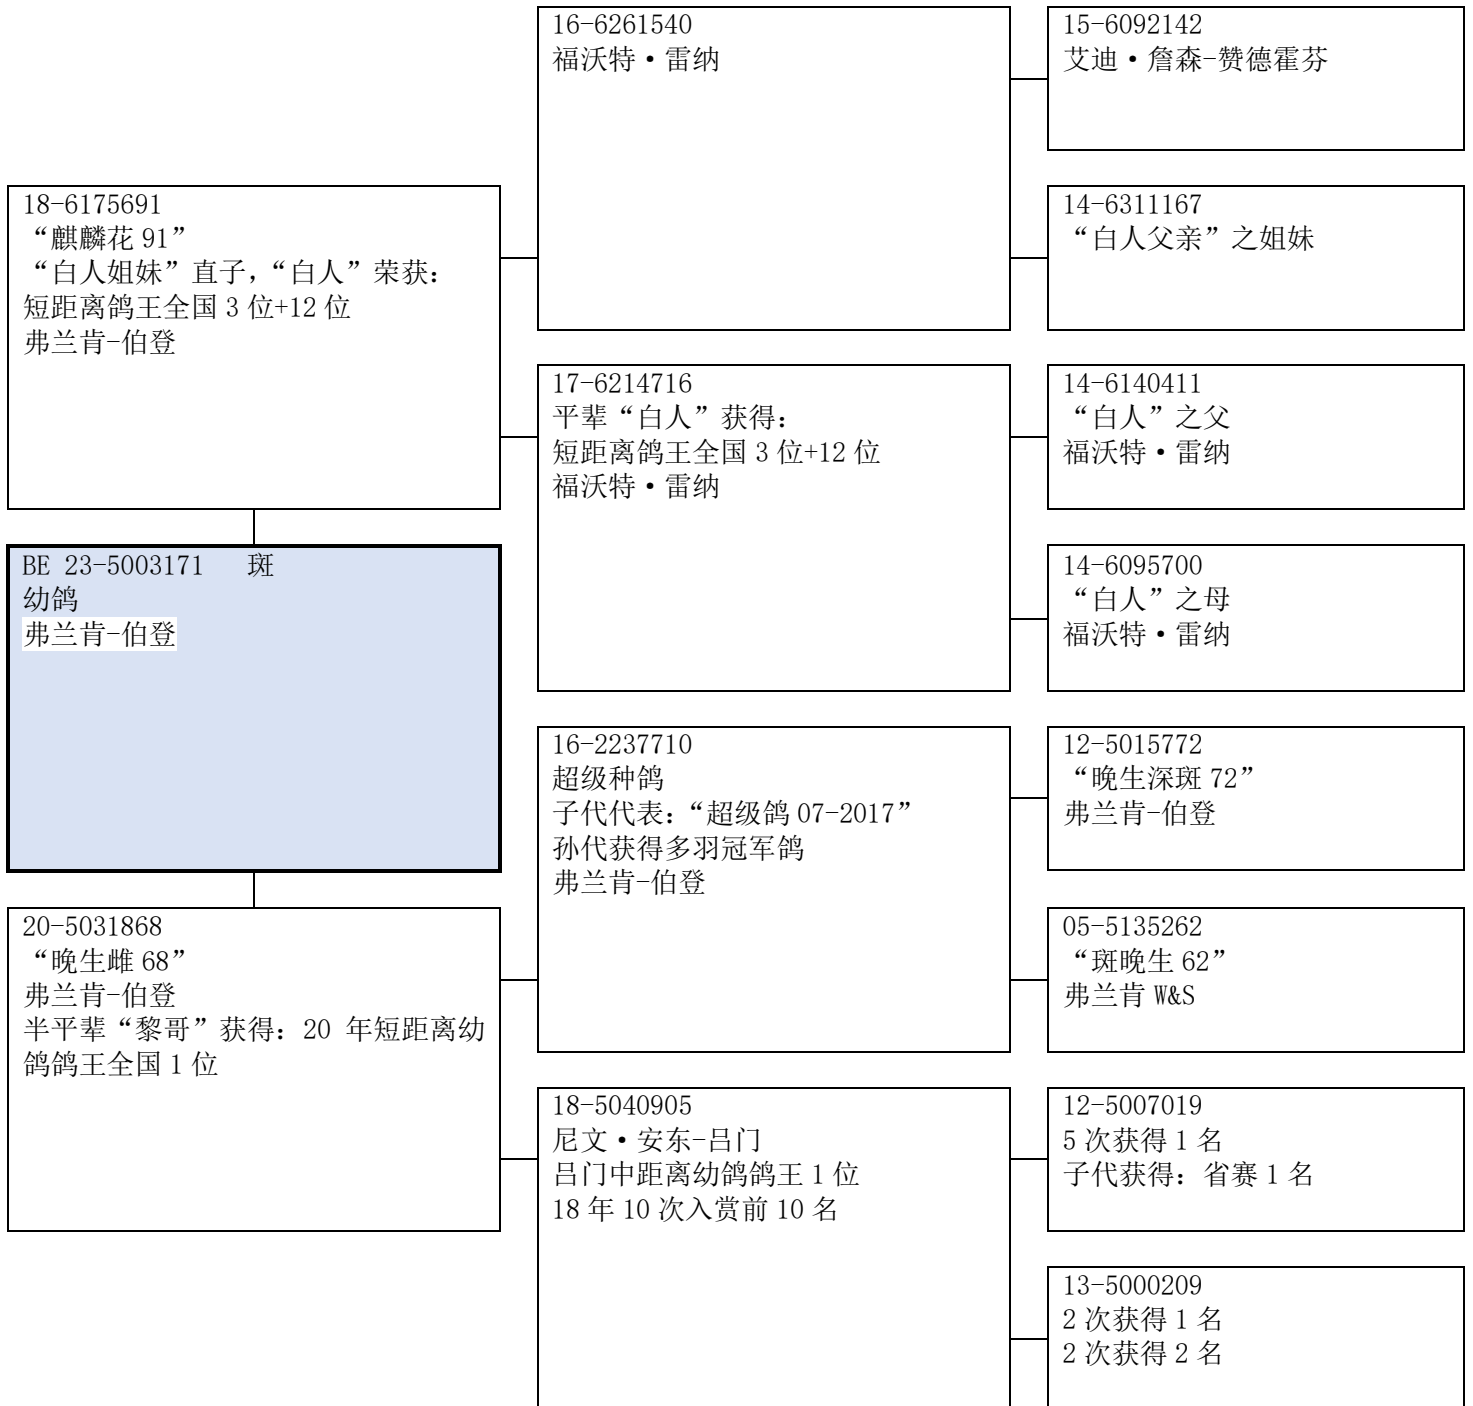 16-6261540
福沃特•雷纳
15-6092142
艾迪•詹森-赞德霍芬
14-6311167
“白人父亲”之姐妹
18-6175691
“麒麟花 91”
“白人姐妹”直子，“白人”荣获：
短距离鸽王全国 3 位+12 位
弗兰肯-伯登
17-6214716
平辈“白人”获得：
短距离鸽王全国 3 位+12 位
福沃特•雷纳
14-6140411
“白人”之父
福沃特•雷纳
14-6095700
“白人”之母
福沃特•雷纳
BE 23-5003171 斑
幼鸽
弗兰肯-伯登
16-2237710
超级种鸽
子代代表：“超级鸽 07-2017”
孙代获得多羽冠军鸽
弗兰肯-伯登
12-5015772
“晚生深斑 72”
弗兰肯-伯登
05-5135262
“斑晚生 62”
弗兰肯 W&S
20-5031868
“晚生雌 68”
弗兰肯-伯登
半平辈“黎哥”获得：20 年短距离幼
鸽鸽王全国 1 位
18-5040905
尼文•安东-吕门
吕门中距离幼鸽鸽王 1 位
18 年 10 次入赏前 10 名
12-5007019
5 次获得 1 名
子代获得：省赛 1 名
13-5000209
2 次获得 1 名
2 次获得 2 名